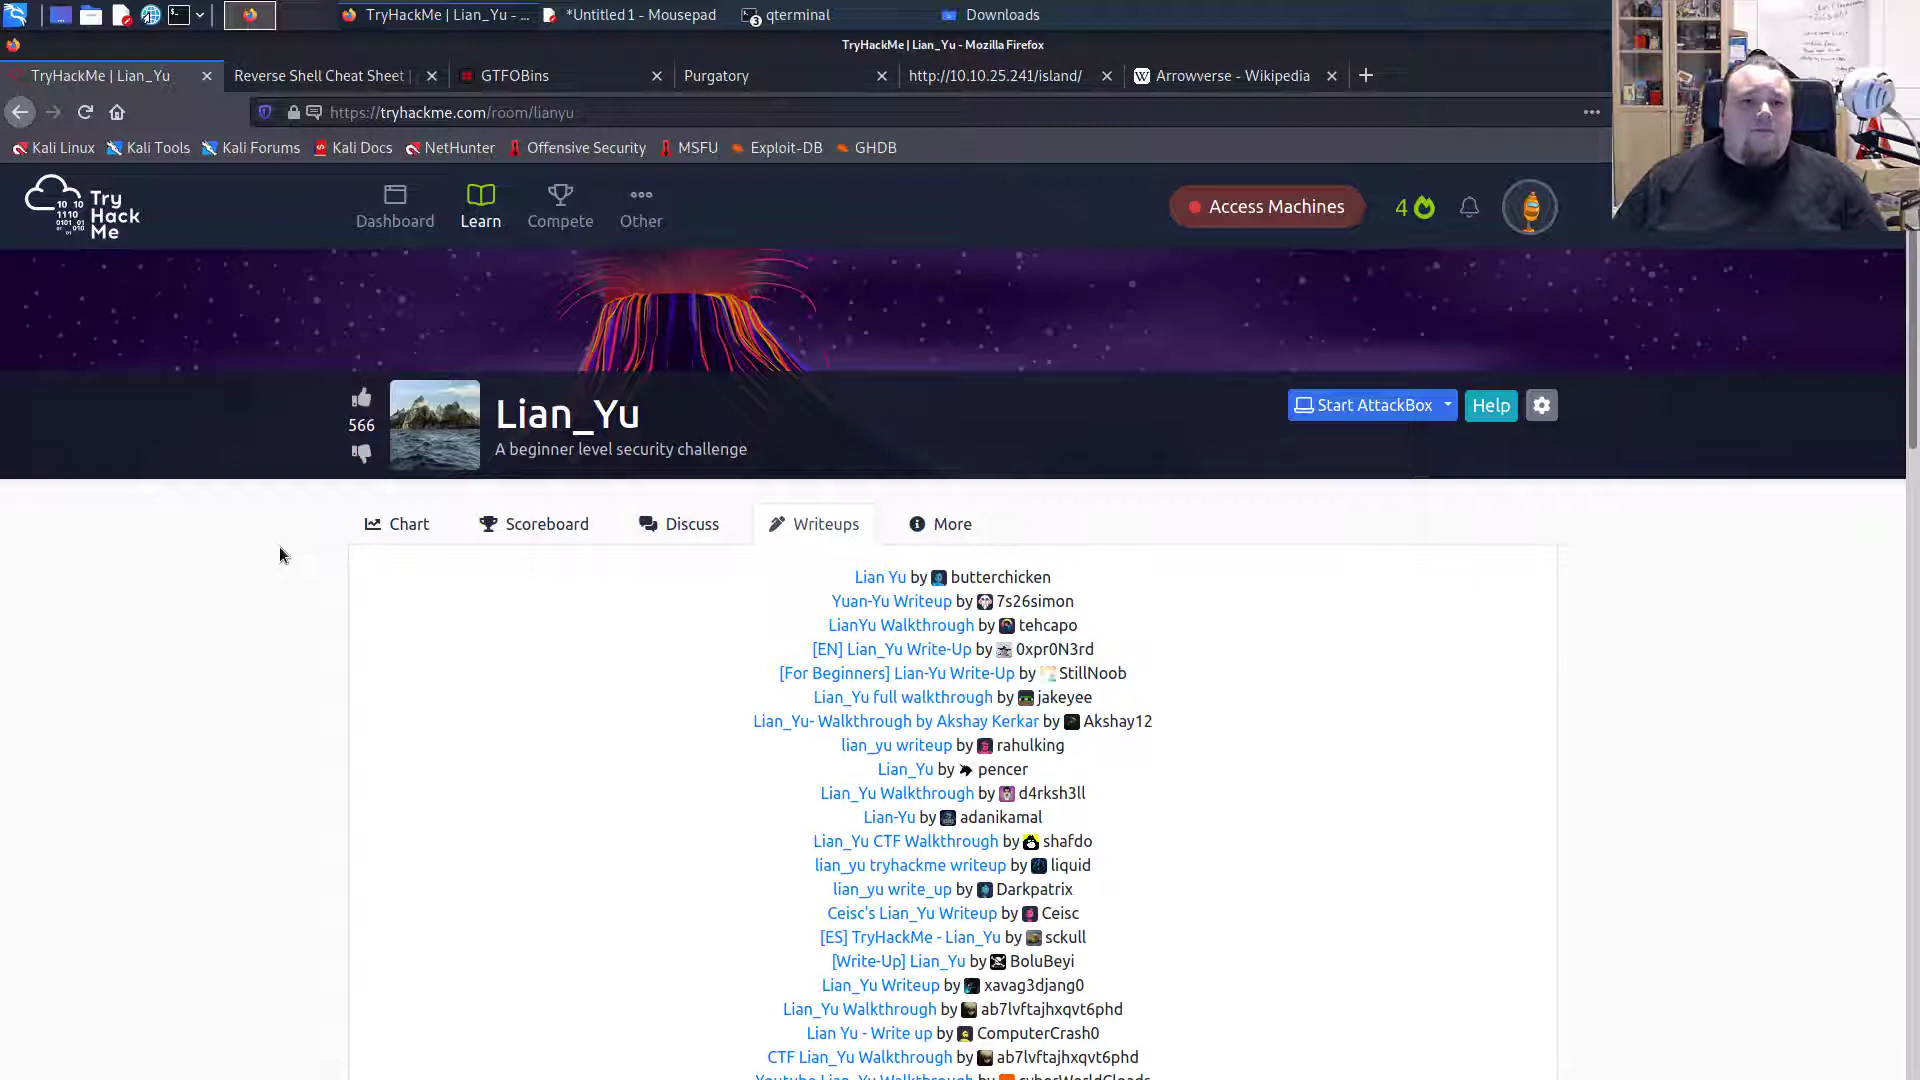 TryHackMe | Lian_Yu - ...
*Untitled 1 - Mousepad
3
qterminal
Downloads
TryHackMe | Lian_Yu - Mozilla Firefox
TryHackMe | Lian_Yu
Reverse Shell Cheat Sheet |
GTFOBins
Purgatory
http://10.10.25.241/island/
Arrowverse - Wikipedia
https://tryhackme.com/room/lianyu
Kali Linux
Kali Tools
Kali Forums
Kali Docs
NetHunter
Offensive Security
MSFU
Exploit-DB
GHDB
Try
Hack
Me
Dashboard
Learn
Compete
Other
Access Machines
4
566
Lian_Yu
A beginner level security challenge
Start AttackBox
Help
Chart
Scoreboard
Discuss
Writeups
More
Lian Yu by butterchicken
Yuan-Yu Writeup by 7s26simon
LianYu Walkthrough by tehcapo
[EN] Lian_Yu Write-Up by 0xpr0N3rd
[For Beginners] Lian-Yu Write-Up by StillNoob
Lian_Yu full walkthrough by jakeyee
Lian_Yu- Walkthrough by Akshay Kerkar by Akshay12
lian_yu writeup by rahulking
Lian_Yu by pencer
Lian_Yu Walkthrough by d4rksh3ll
Lian-Yu by adanikamal
Lian_Yu CTF Walkthrough by shafdo
lian_yu tryhackme writeup by liquid
lian_yu write_up by Darkpatrix
Ceisc's Lian_Yu Writeup by Ceisc
[ES] TryHackMe - Lian_Yu by sckull
[Write-Up] Lian_Yu by BoluBeyi
Lian_Yu Writeup by xavag3djang0
Lian_Yu Walkthrough by ab7lvftajhxqvt6phd
Lian Yu - Write up by ComputerCrash0
CTF Lian_Yu Walkthrough by ab7lvftajhxqvt6phd